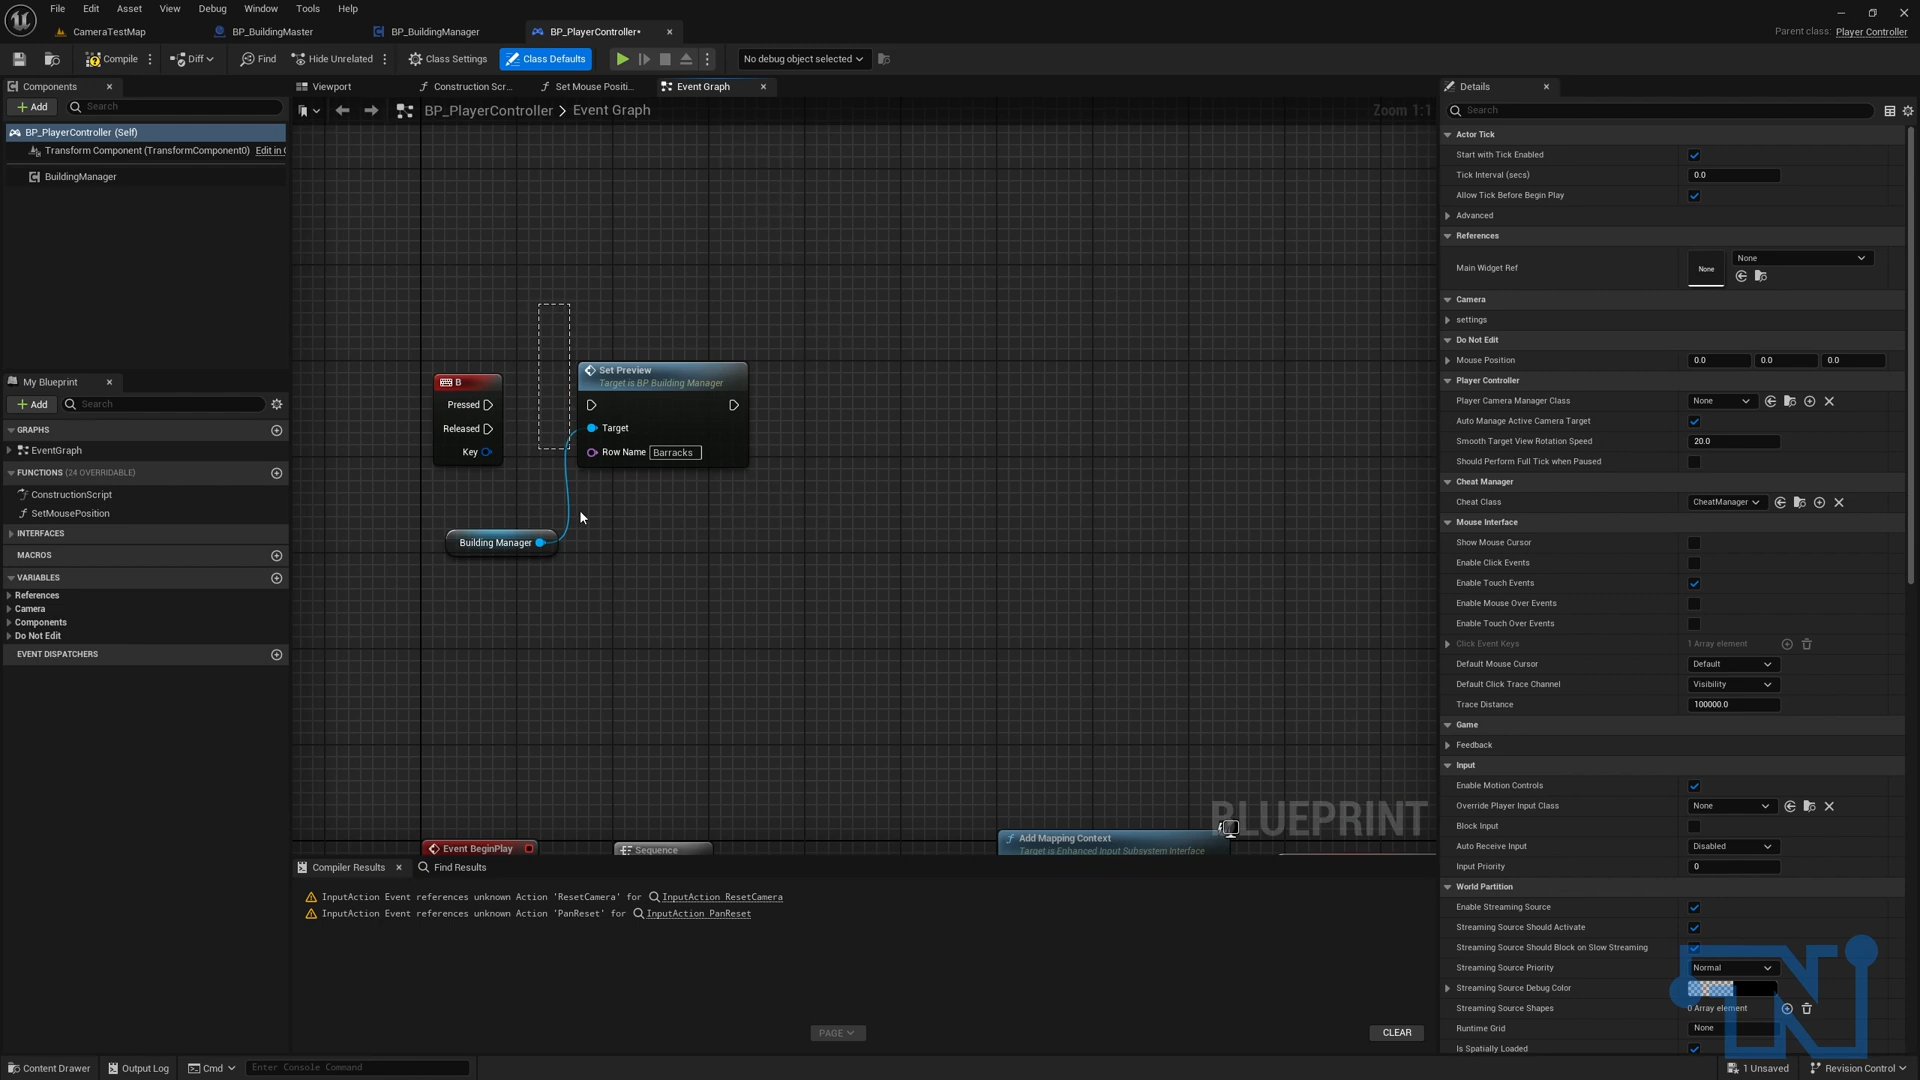 File Edit Asset View Window Debug Tools Help
CameraTestMap BP_BuildingMaster BP_BuildingManager BP_PlayerController*
Parent class: Player Controller
Compile Diff Find Hide Unrelated Class Settings Class Defaults No debug object selected
Components
Add Search
BP_PlayerController (Self)
Transform Component (TransformComponent0) Edit in C
BuildingManager
My Blueprint
Add Search
GRAPHS
EventGraph
FUNCTIONS (24 OVERRIDABLE)
ConstructionScript
SetMousePosition
INTERFACES
MACROS
VARIABLES
References
Camera
Components
Do Not Edit
EVENT DISPATCHERS
Viewport Construction Scr... Set Mouse Positi... Event Graph
BP_PlayerController > Event Graph
Zoom 1:1
B
Pressed
Released
Key
Set Preview
Target is BP Building Manager
Target
Row Name Barracks
Building Manager
BLUEPRINT
Event BeginPlay
Sequence
Add Mapping Context
Target is Enhanced Input Subsystem Interface
Compiler Results Find Results
InputAction Event references unknown Action 'ResetCamera' for InputAction ResetCamera
InputAction Event references unknown Action 'PanReset' for InputAction PanReset
PAGE
CLEAR
Details
Search
Actor Tick
Start with Tick Enabled
Tick Interval (secs) 0.0
Allow Tick Before Begin Play
Advanced
References
Main Widget Ref None None
Camera
settings
Do Not Edit
Mouse Position 0.0 0.0 0.0
Player Controller
Player Camera Manager Class None
Auto Manage Active Camera Target
Smooth Target View Rotation Speed 20.0
Should Perform Full Tick when Paused
Cheat Manager
Cheat Class CheatManager
Mouse Interface
Show Mouse Cursor
Enable Click Events
Enable Touch Events
Enable Mouse Over Events
Enable Touch Over Events
Click Event Keys 1 Array element
Default Mouse Cursor Default
Default Click Trace Channel Visibility
Trace Distance 100000.0
Game
Feedback
Input
Enable Motion Controls
Override Player Input Class None
Block Input
Auto Receive Input Disabled
Input Priority 0
World Partition
Enable Streaming Source
Streaming Source Should Activate
Streaming Source Should Block on Slow Streaming
Streaming Source Priority Normal
Streaming Source Debug Color
Streaming Source Shapes 0 Array element
Runtime Grid None
Is Spatially Loaded
Content Drawer Output Log Cmd Enter Console Command
1 Unsaved Revision Control